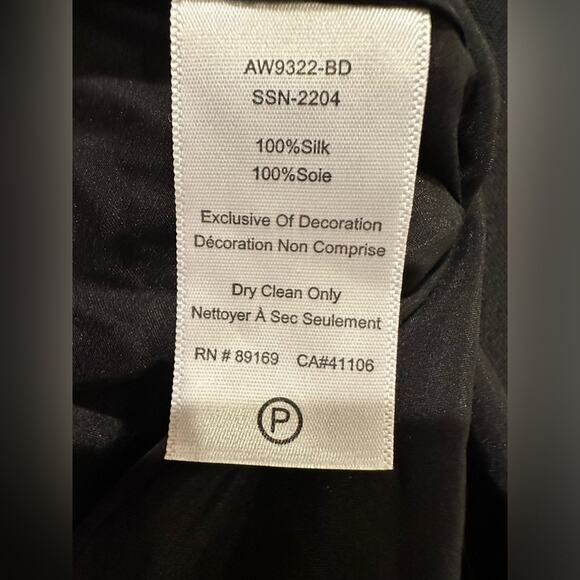 AW9322-BD
SSN-2204
100%Silk
100%Soie
Exclusive Of Decoration
Décoration Non Comprise
Dry Clean Only
Nettoyer À Sec Seulement
RN # 89169 CA#41106
P